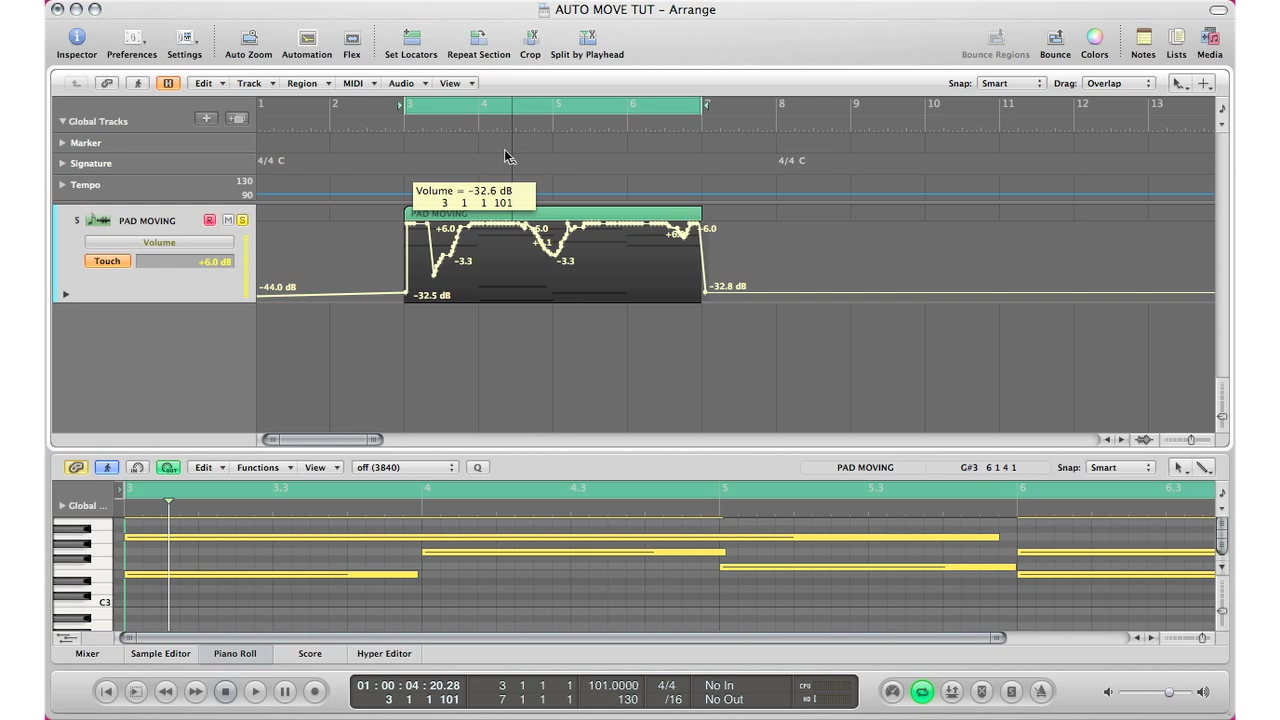 AUTO MOVE TUT - Arrange
Inspector Preferences Settings Auto Zoom Automation Flex Set Locators Repeat Section Crop Split by Playhead Bounce Regions Bounce Colors Notes Lists Media
Edit Track Region MIDI Audio View Snap: Smart Drag: Overlap
1 2 3 4 5 6 7 8 9 10 11 12 13
Global Tracks
Marker
Signature 4/4 C 4/4 C
Tempo 130
90
Volume = -32.6 dB
3 1 1 101
5 PAD MOVING R M S
PAD MOVING
Volume
Touch +6.0 dB
+6.0 +6.0
-3.3 -3.3
-44.0 dB -32.5 dB -32.8 dB
IN OUT Edit Functions View off (3840) Q PAD MOVING G#3 6 1 4 1 Snap: Smart
3 3.3 4 4.3 5 5.3 6 6.3
Global ...
C3
Mixer Sample Editor Piano Roll Score Hyper Editor
01 : 00 : 04 : 20.28 3 1 1 1 101.0000 4/4 No In CPU
3 1 1 101 7 1 1 1 130 /16 No Out HD
S